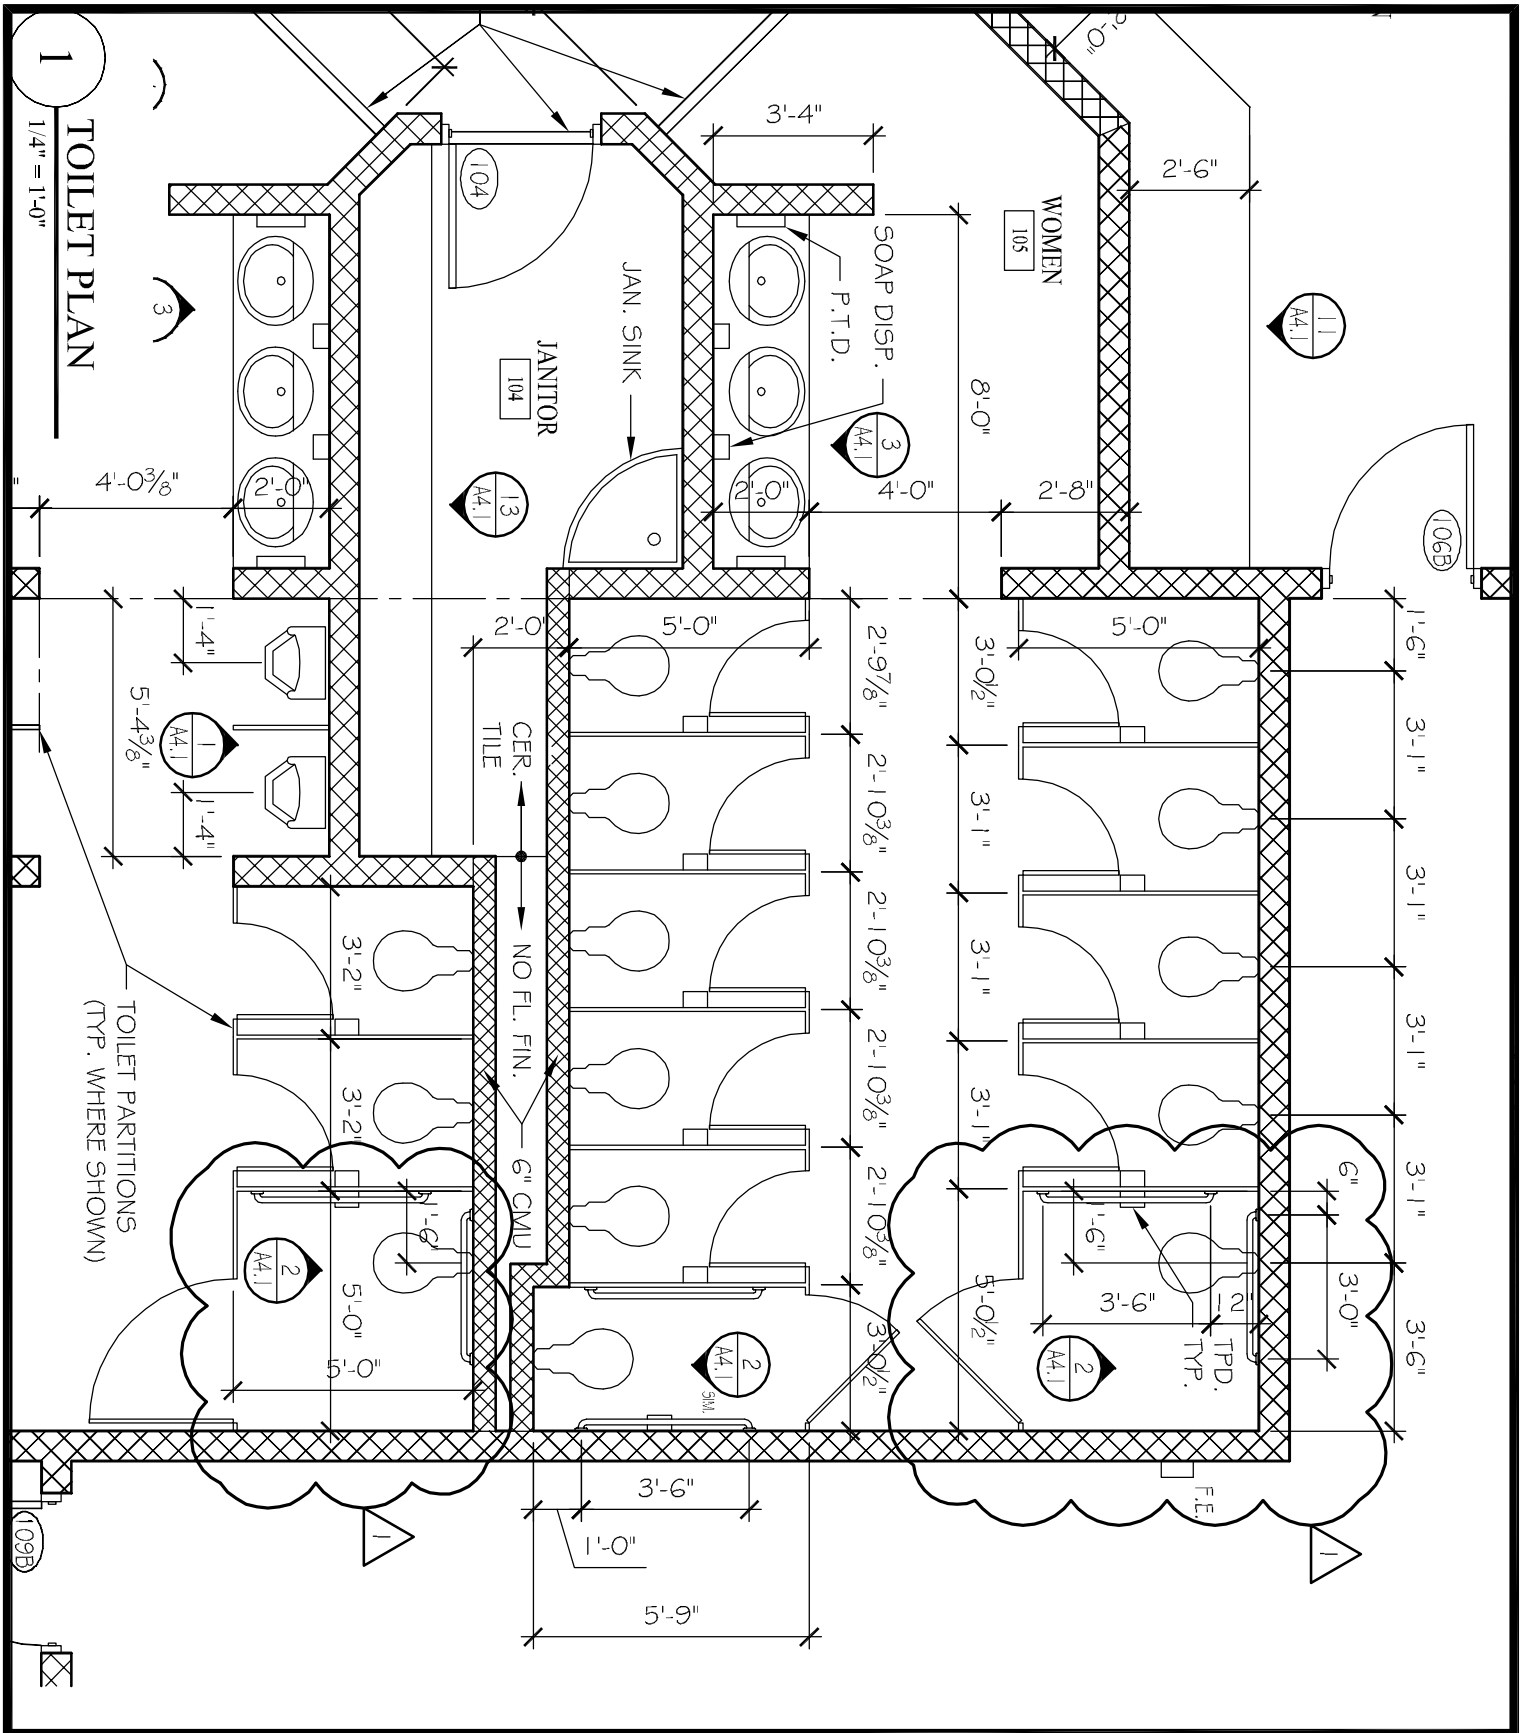 1
TOILET PLAN
1/4" = 1'-0"
WOMEN
105
JANITOR
104
104
106B
109B
11
A4.1
3
A4.1
13
A4.1
3
1
A4.1
2
A4.1
2
A4.1
2
A4.1
SIM.
SOAP DISP.
P.T.D.
JAN. SINK
CER.
TILE
NO FL. FIN.
6" CMU
TOILET PARTITIONS
(TYP. WHERE SHOWN)
TPD.
TYP.
F.E.
1
1
3'-4"
2'-6"
8'-0"
4'-0 3/8"
2'-0"
2'-0"
4'-0"
2'-8"
2'-0"
5'-0"
5'-0"
1'-4"
5'-4 3/8"
1'-4"
2'-9 7/8"
2'-10 3/8"
2'-10 3/8"
2'-10 3/8"
2'-10 3/8"
3'-0 1/2"
3'-0 1/2"
3'-1"
3'-1"
3'-1"
5'-0 1/2"
1'-6"
3'-1"
3'-1"
3'-1"
3'-1"
3'-6"
6"
3'-0"
1'-6"
3'-6"
12"
3'-2"
3'-2"
5'-0"
1'-6"
5'-0"
3'-6"
1'-0"
5'-9"